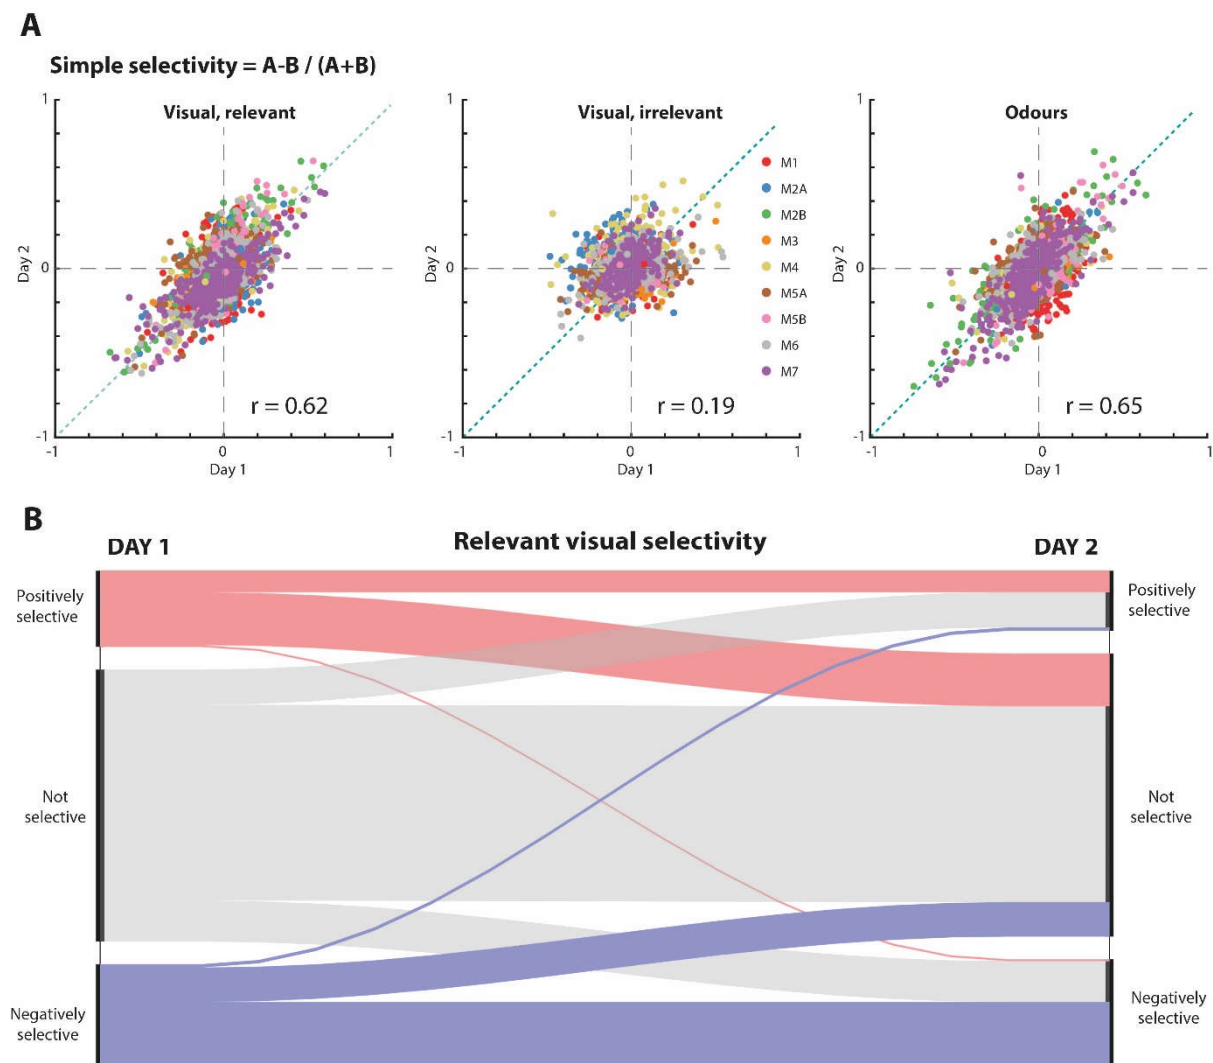 A
Simple selectivity = A-B / (A+B)
Visual, relevant
1
0
-1
Day 2
-1
0
1
Day 1
r = 0.62
Visual, irrelevant
1
0
-1
Day 2
-1
0
1
Day 1
r = 0.19
M1
M2A
M2B
M3
M4
M5A
M5B
M6
M7
Odours
1
0
-1
Day 2
-1
0
1
Day 1
r = 0.65
B
DAY 1
Relevant visual selectivity
DAY 2
Positively
selective
Not
selective
Negatively
selective
Positively
selective
Not
selective
Negatively
selective